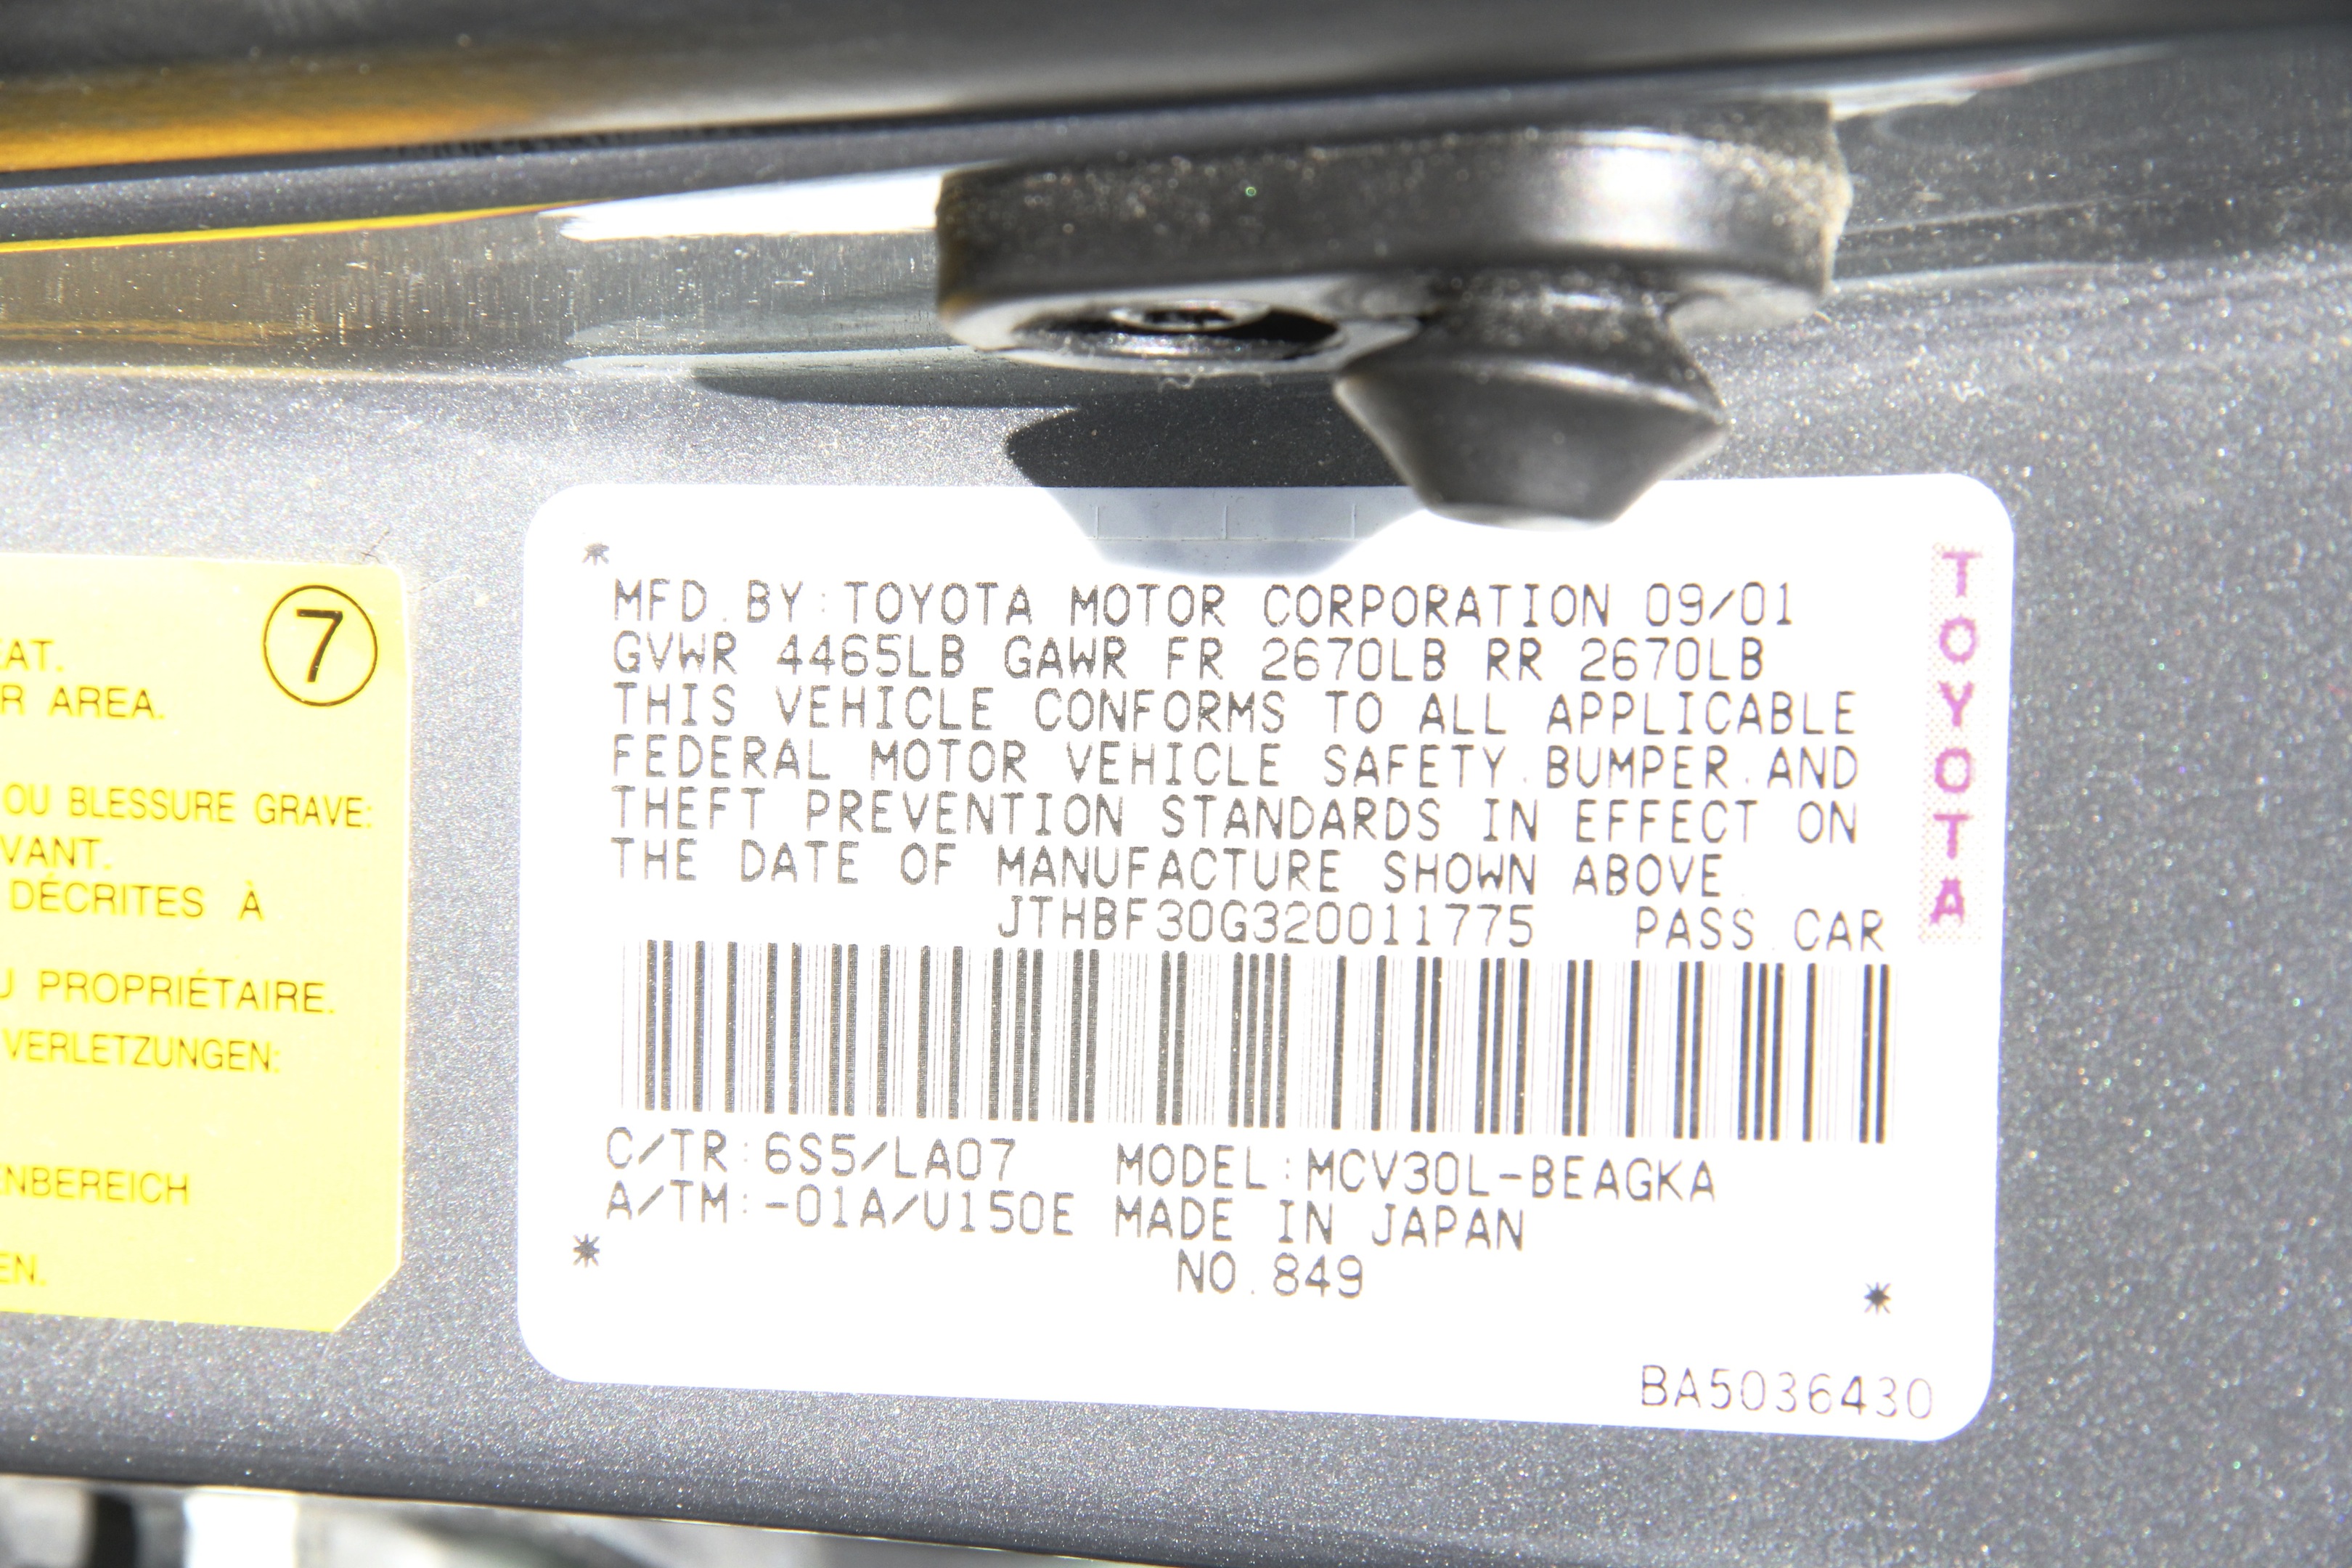 7
EAT.
R AREA.
OU BLESSURE GRAVE:
VANT.
DÉCRITES À
U PROPRIÉTAIRE.
VERLETZUNGEN:
ENBEREICH
EN.
MFD.BY:TOYOTA MOTOR CORPORATION 09/01
GVWR 4465LB GAWR FR 2670LB RR 2670LB
THIS VEHICLE CONFORMS TO ALL APPLICABLE
FEDERAL MOTOR VEHICLE SAFETY,BUMPER,AND
THEFT PREVENTION STANDARDS IN EFFECT ON
THE DATE OF MANUFACTURE SHOWN ABOVE.
JTHBF30G320011775 PASS.CAR
C/TR:6S5/LA07 MODEL:MCV30L-BEAGKA
A/TM:-01A/U150E MADE IN JAPAN
NO.849
BA5036430
TOYOTA